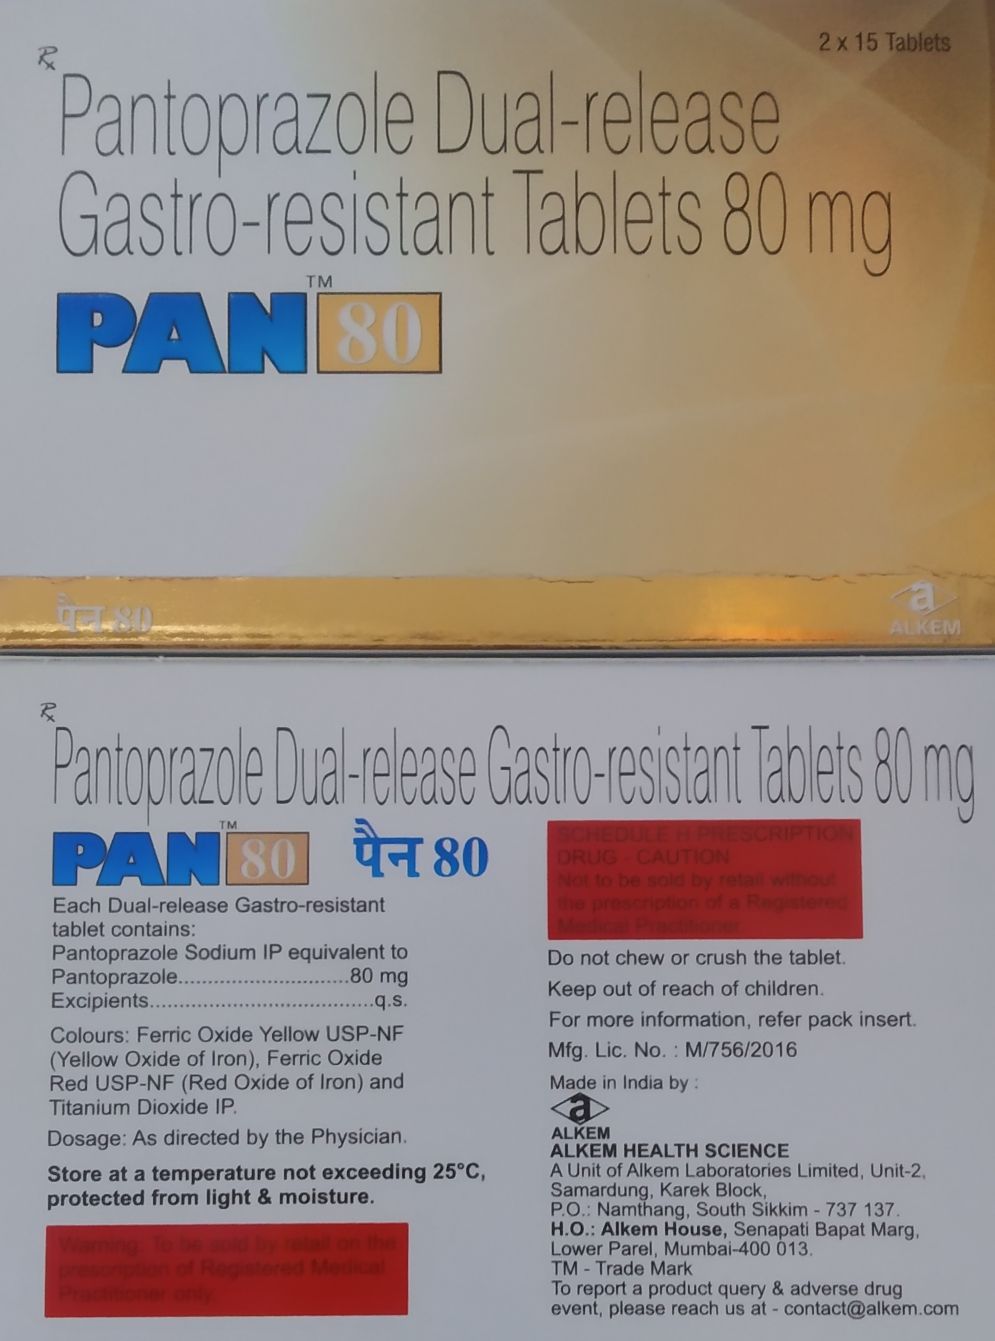 Rx
2 x 15 Tablets
Pantoprazole Dual-release
Gastro-resistant Tablets 80 mg
PAN™ 80
पैन 80
a
ALKEM
Rx
Pantoprazole Dual-release Gastro-resistant Tablets 80 mg
PAN™ 80 पैन 80
Each Dual-release Gastro-resistant
tablet contains:
Pantoprazole Sodium IP equivalent to
Pantoprazole............................80 mg
Excipients.....................................q.s.
Colours: Ferric Oxide Yellow USP-NF
(Yellow Oxide of Iron), Ferric Oxide
Red USP-NF (Red Oxide of Iron) and
Titanium Dioxide IP.
Dosage: As directed by the Physician.
Store at a temperature not exceeding 25°C,
protected from light & moisture.
Warning: To be sold by retail on the
prescription of Registered Medical
Practitioner only.
SCHEDULE H PRESCRIPTION
DRUG - CAUTION
Not to be sold by retail without
the prescription of a Registered
Medical Practitioner.
Do not chew or crush the tablet.
Keep out of reach of children.
For more information, refer pack insert.
Mfg. Lic. No. : M/756/2016
Made in India by :
a
ALKEM
ALKEM HEALTH SCIENCE
A Unit of Alkem Laboratories Limited, Unit-2,
Samardung, Karek Block,
P.O.: Namthang, South Sikkim - 737 137.
H.O.: Alkem House, Senapati Bapat Marg,
Lower Parel, Mumbai-400 013.
TM - Trade Mark
To report a product query & adverse drug
event, please reach us at - contact@alkem.com